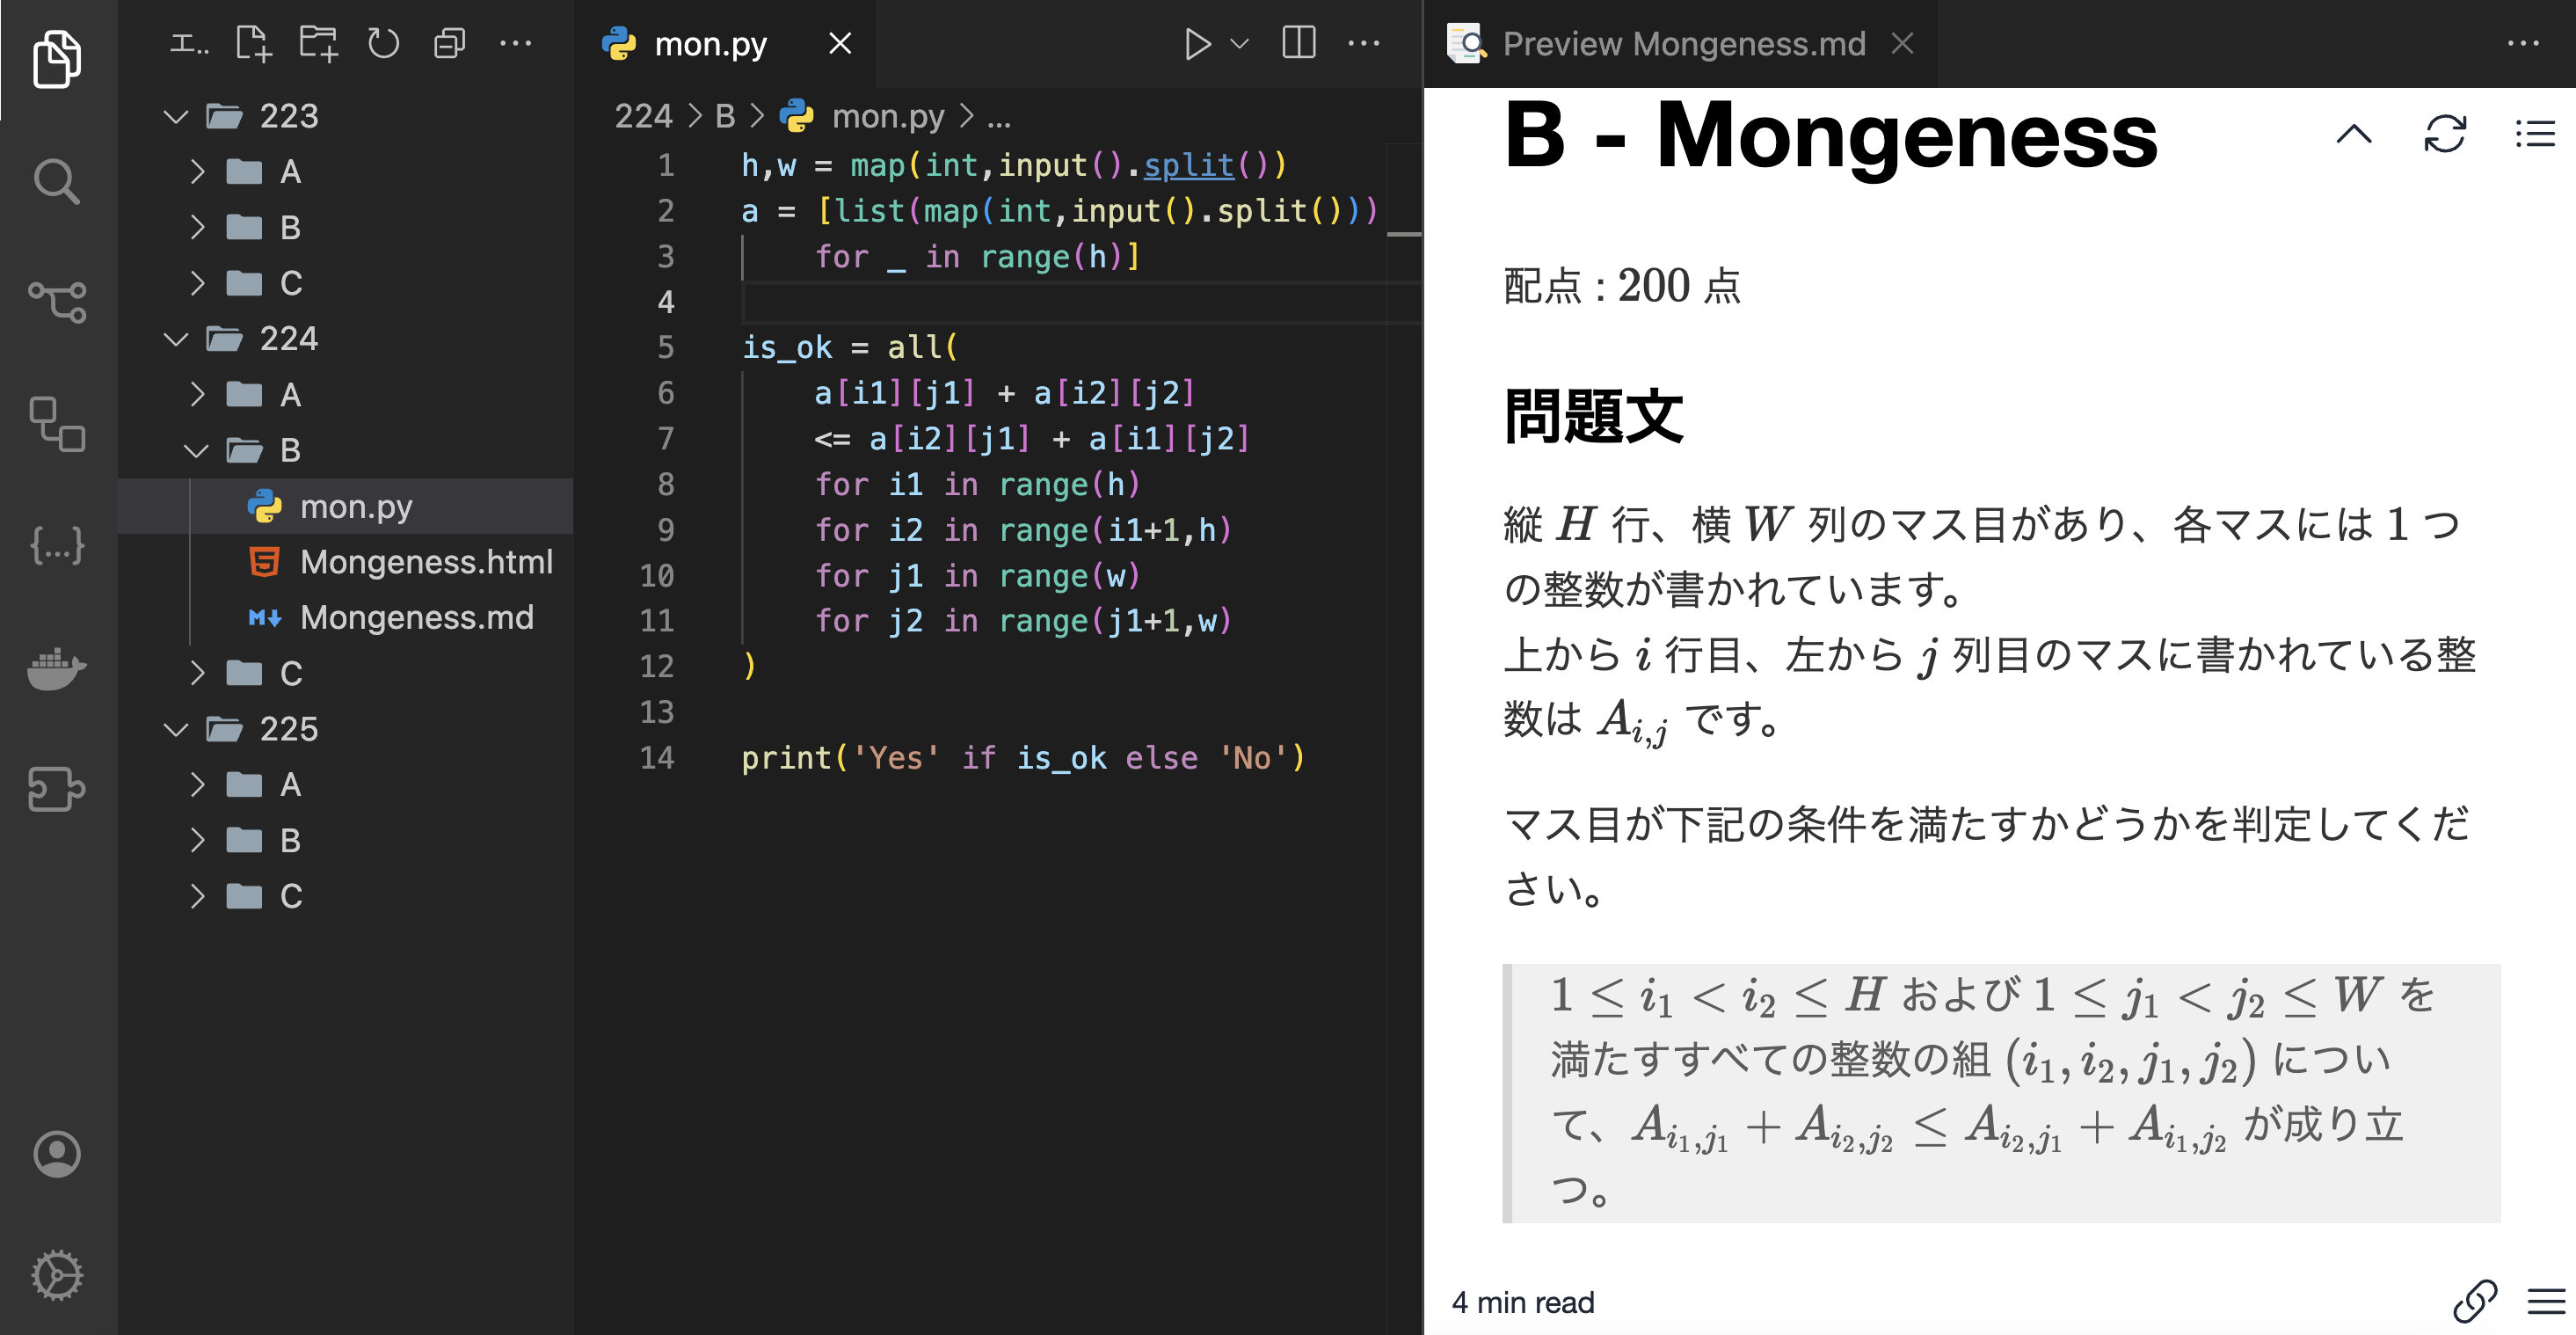 エ..
223
A
B
C
224
A
B
mon.py
Mongeness.html
Mongeness.md
C
225
A
B
C
mon.py
224 > B > mon.py > ...
1 h,w = map(int,input().split())
2 a = [list(map(int,input().split()))
3     for _ in range(h)]
4
5 is_ok = all(
6     a[i1][j1] + a[i2][j2]
7     <= a[i2][j1] + a[i1][j2]
8     for i1 in range(h)
9     for i2 in range(i1+1,h)
10     for j1 in range(w)
11     for j2 in range(j1+1,w)
12 )
13
14 print('Yes' if is_ok else 'No')
Preview Mongeness.md
B - Mongeness
配点 : 200 点
問題文
縦 H 行、横 W 列のマス目があり、各マスには 1 つ
の整数が書かれています。
上から i 行目、左から j 列目のマスに書かれている整
数は A_{i,j} です。
マス目が下記の条件を満たすかどうかを判定してくだ
さい。
1 ≤ i_1 < i_2 ≤ H および 1 ≤ j_1 < j_2 ≤ W を
満たすすべての整数の組 (i_1, i_2, j_1, j_2) につい
て、A_{i_1,j_1} + A_{i_2,j_2} ≤ A_{i_2,j_1} + A_{i_1,j_2} が成り立
つ。
4 min read